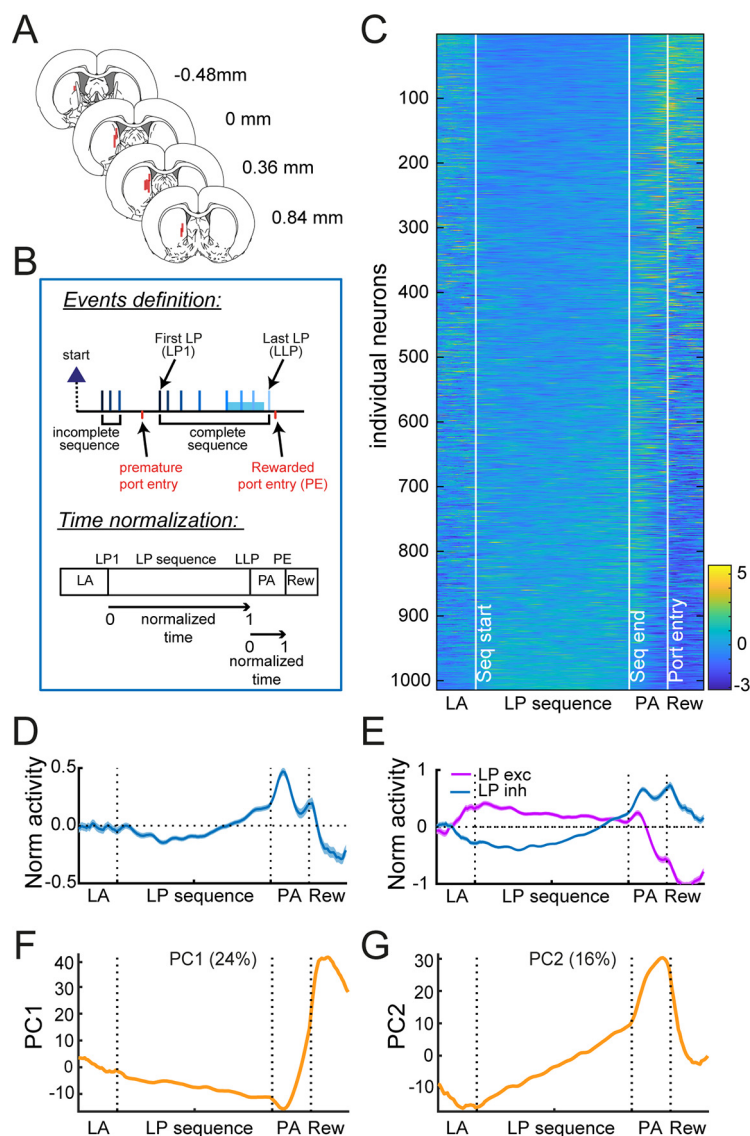 A
-0.48mm
0 mm
0.36 mm
0.84 mm
B
Events definition:
First LP
(LP1)
Last LP
(LLP)
start
incomplete
sequence
complete
sequence
premature
port entry
Rewarded
port entry (PE)
Time normalization:
LP1 LP sequence LLP PE
LA PA Rew
0 normalized time 1
0 1
normalized
time
C
individual neurons
100
200
300
400
500
600
700
800
900
1000
Seq start
Seq end
Port entry
5
0
-3
LA LP sequence PA Rew
D
Norm activity
0.5
0.0
-0.5
LA LP sequence PA Rew
E
LP exc
LP inh
Norm activity
1
0
-1
LA LP sequence PA Rew
F
PC1 (24%)
PC1
40
30
20
10
0
-10
LA LP sequence PA Rew
G
PC2 (16%)
PC2
30
20
10
0
-10
LA LP sequence PA Rew